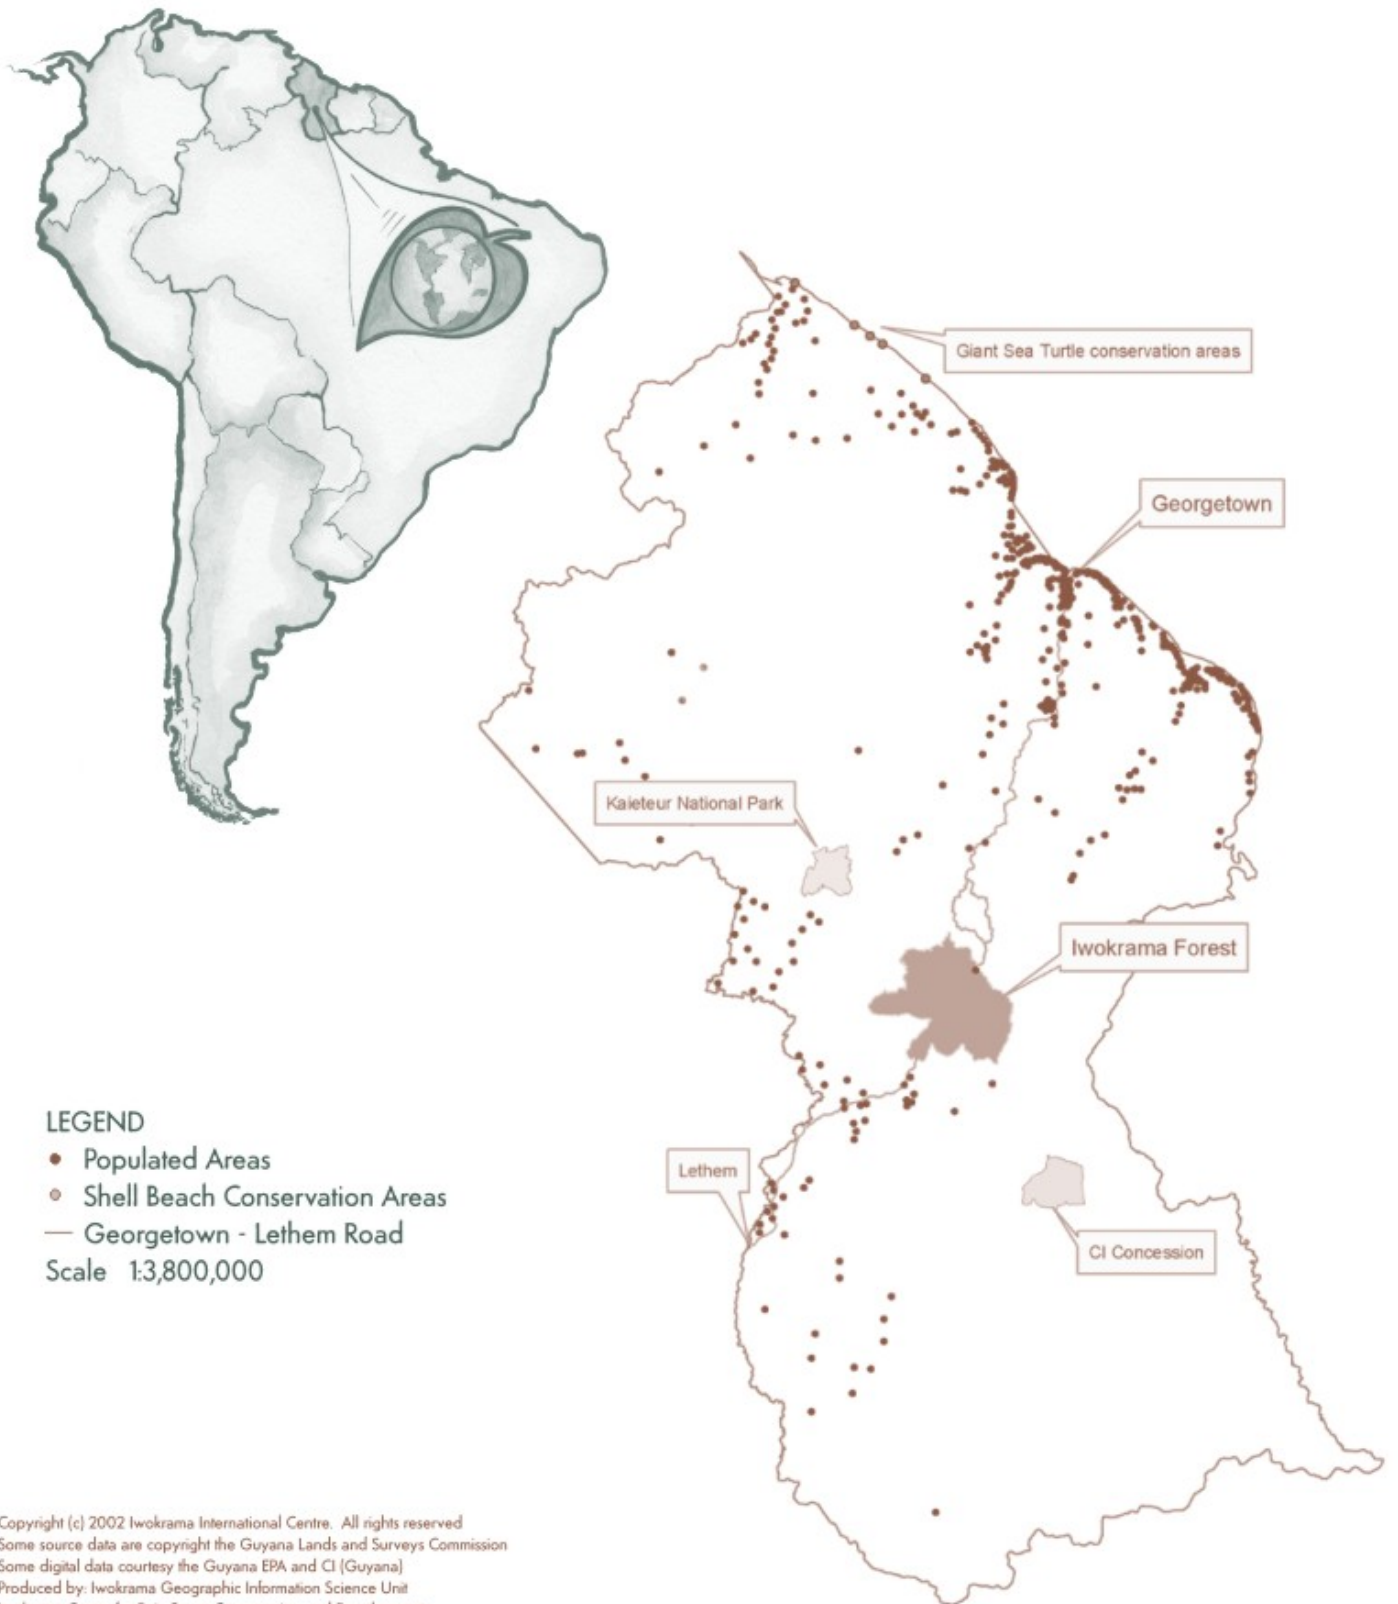 Giant Sea Turtle conservation areas
Georgetown
Kaieteur National Park
Iwokrama Forest
Lethem
CI Concession
LEGEND
Populated Areas
Shell Beach Conservation Areas
Georgetown - Lethem Road
Scale 1:3,800,000
Copyright (c) 2002 Iwokrama International Centre. All rights reserved
Some source data are copyright the Guyana Lands and Surveys Commission
Some digital data courtesy the Guyana EPA and CI (Guyana)
Produced by: Iwokrama Geographic Information Science Unit